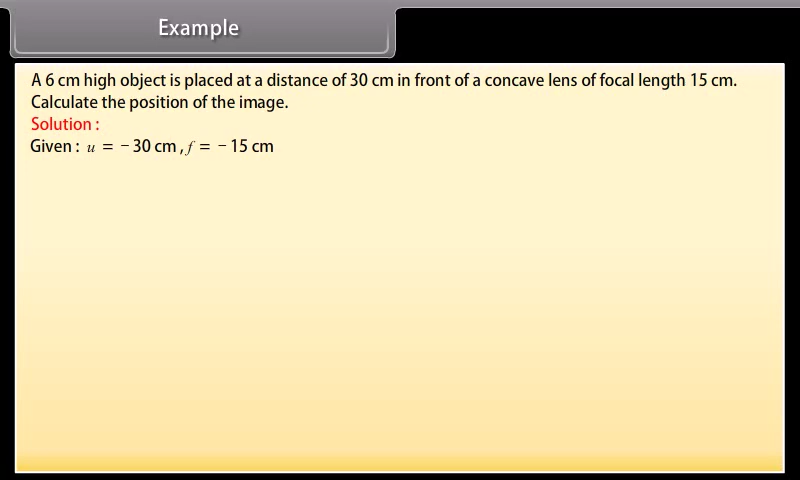 Example
A 6 cm high object is placed at a distance of 30 cm in front of a concave lens of focal length 15 cm.
Calculate the position of the image.
Solution :
Given : u = − 30 cm , f = − 15 cm